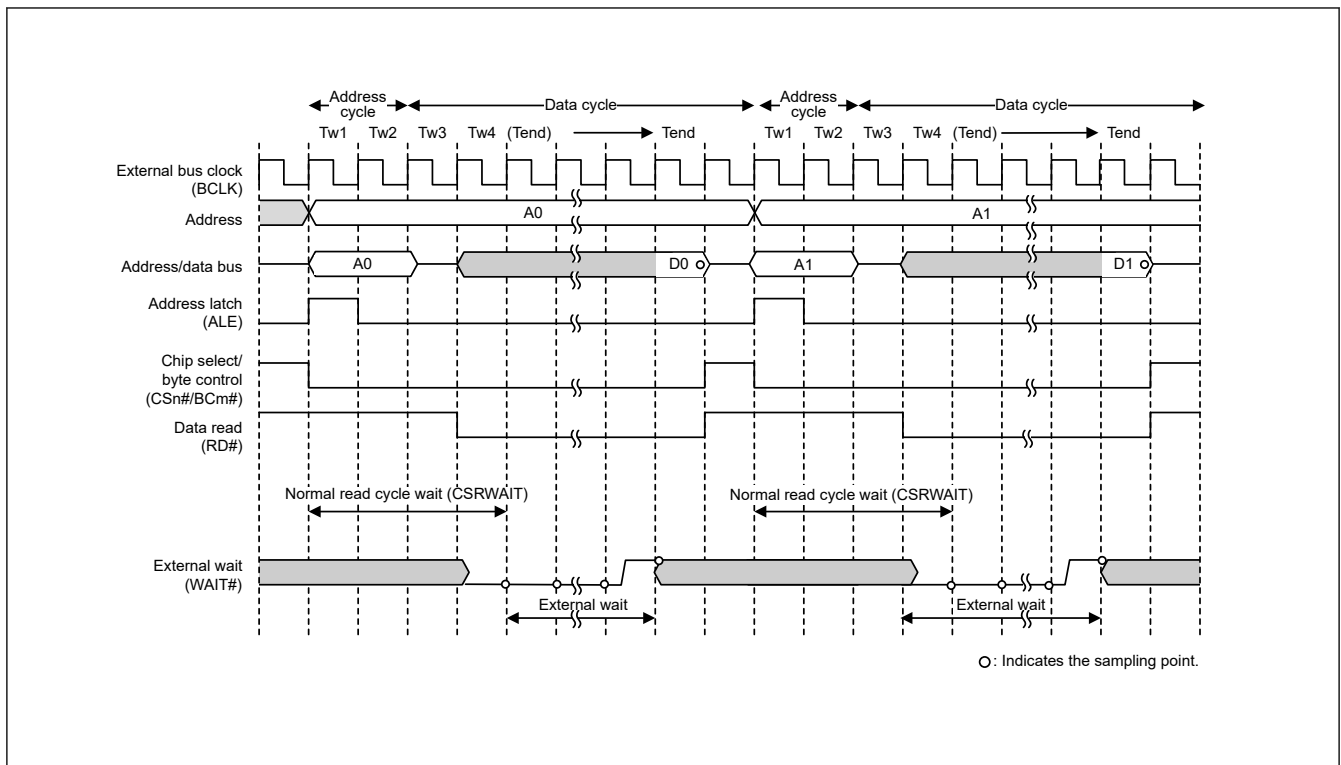 Address
cycle
Data cycle
Address
cycle
Data cycle
Tw1 Tw2 Tw3 Tw4 (Tend) Tend Tw1 Tw2 Tw3 Tw4 (Tend) Tend
External bus clock
(BCLK)
Address
A0
A1
Address/data bus
A0
D0
A1
D1
Address latch
(ALE)
Chip select/
byte control
(CSn#/BCm#)
Data read
(RD#)
Normal read cycle wait (CSRWAIT)
Normal read cycle wait (CSRWAIT)
External wait
(WAIT#)
External wait
External wait
: Indicates the sampling point.